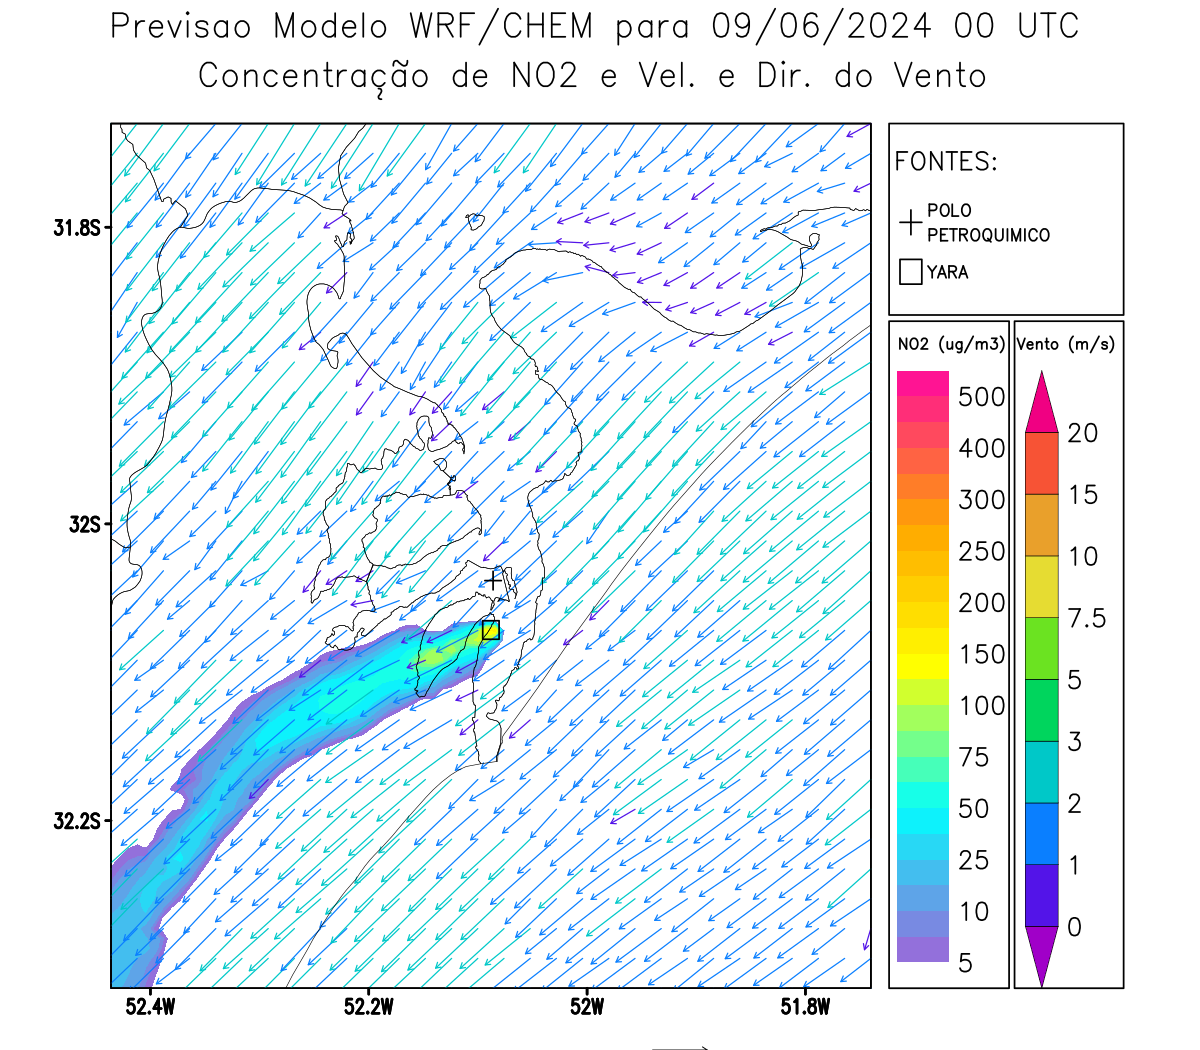 Previsao Modelo WRF/CHEM para 09/06/2024 00 UTC
Concentração de NO2 e Vel. e Dir. do Vento
FONTES:
POLO
PETROQUIMICO
YARA
NO2 (ug/m3)
500
400
300
250
200
150
100
75
50
25
10
5
Vento (m/s)
20
15
10
7.5
5
3
2
1
0
31.8S
32S
32.2S
52.4W
52.2W
52W
51.8W